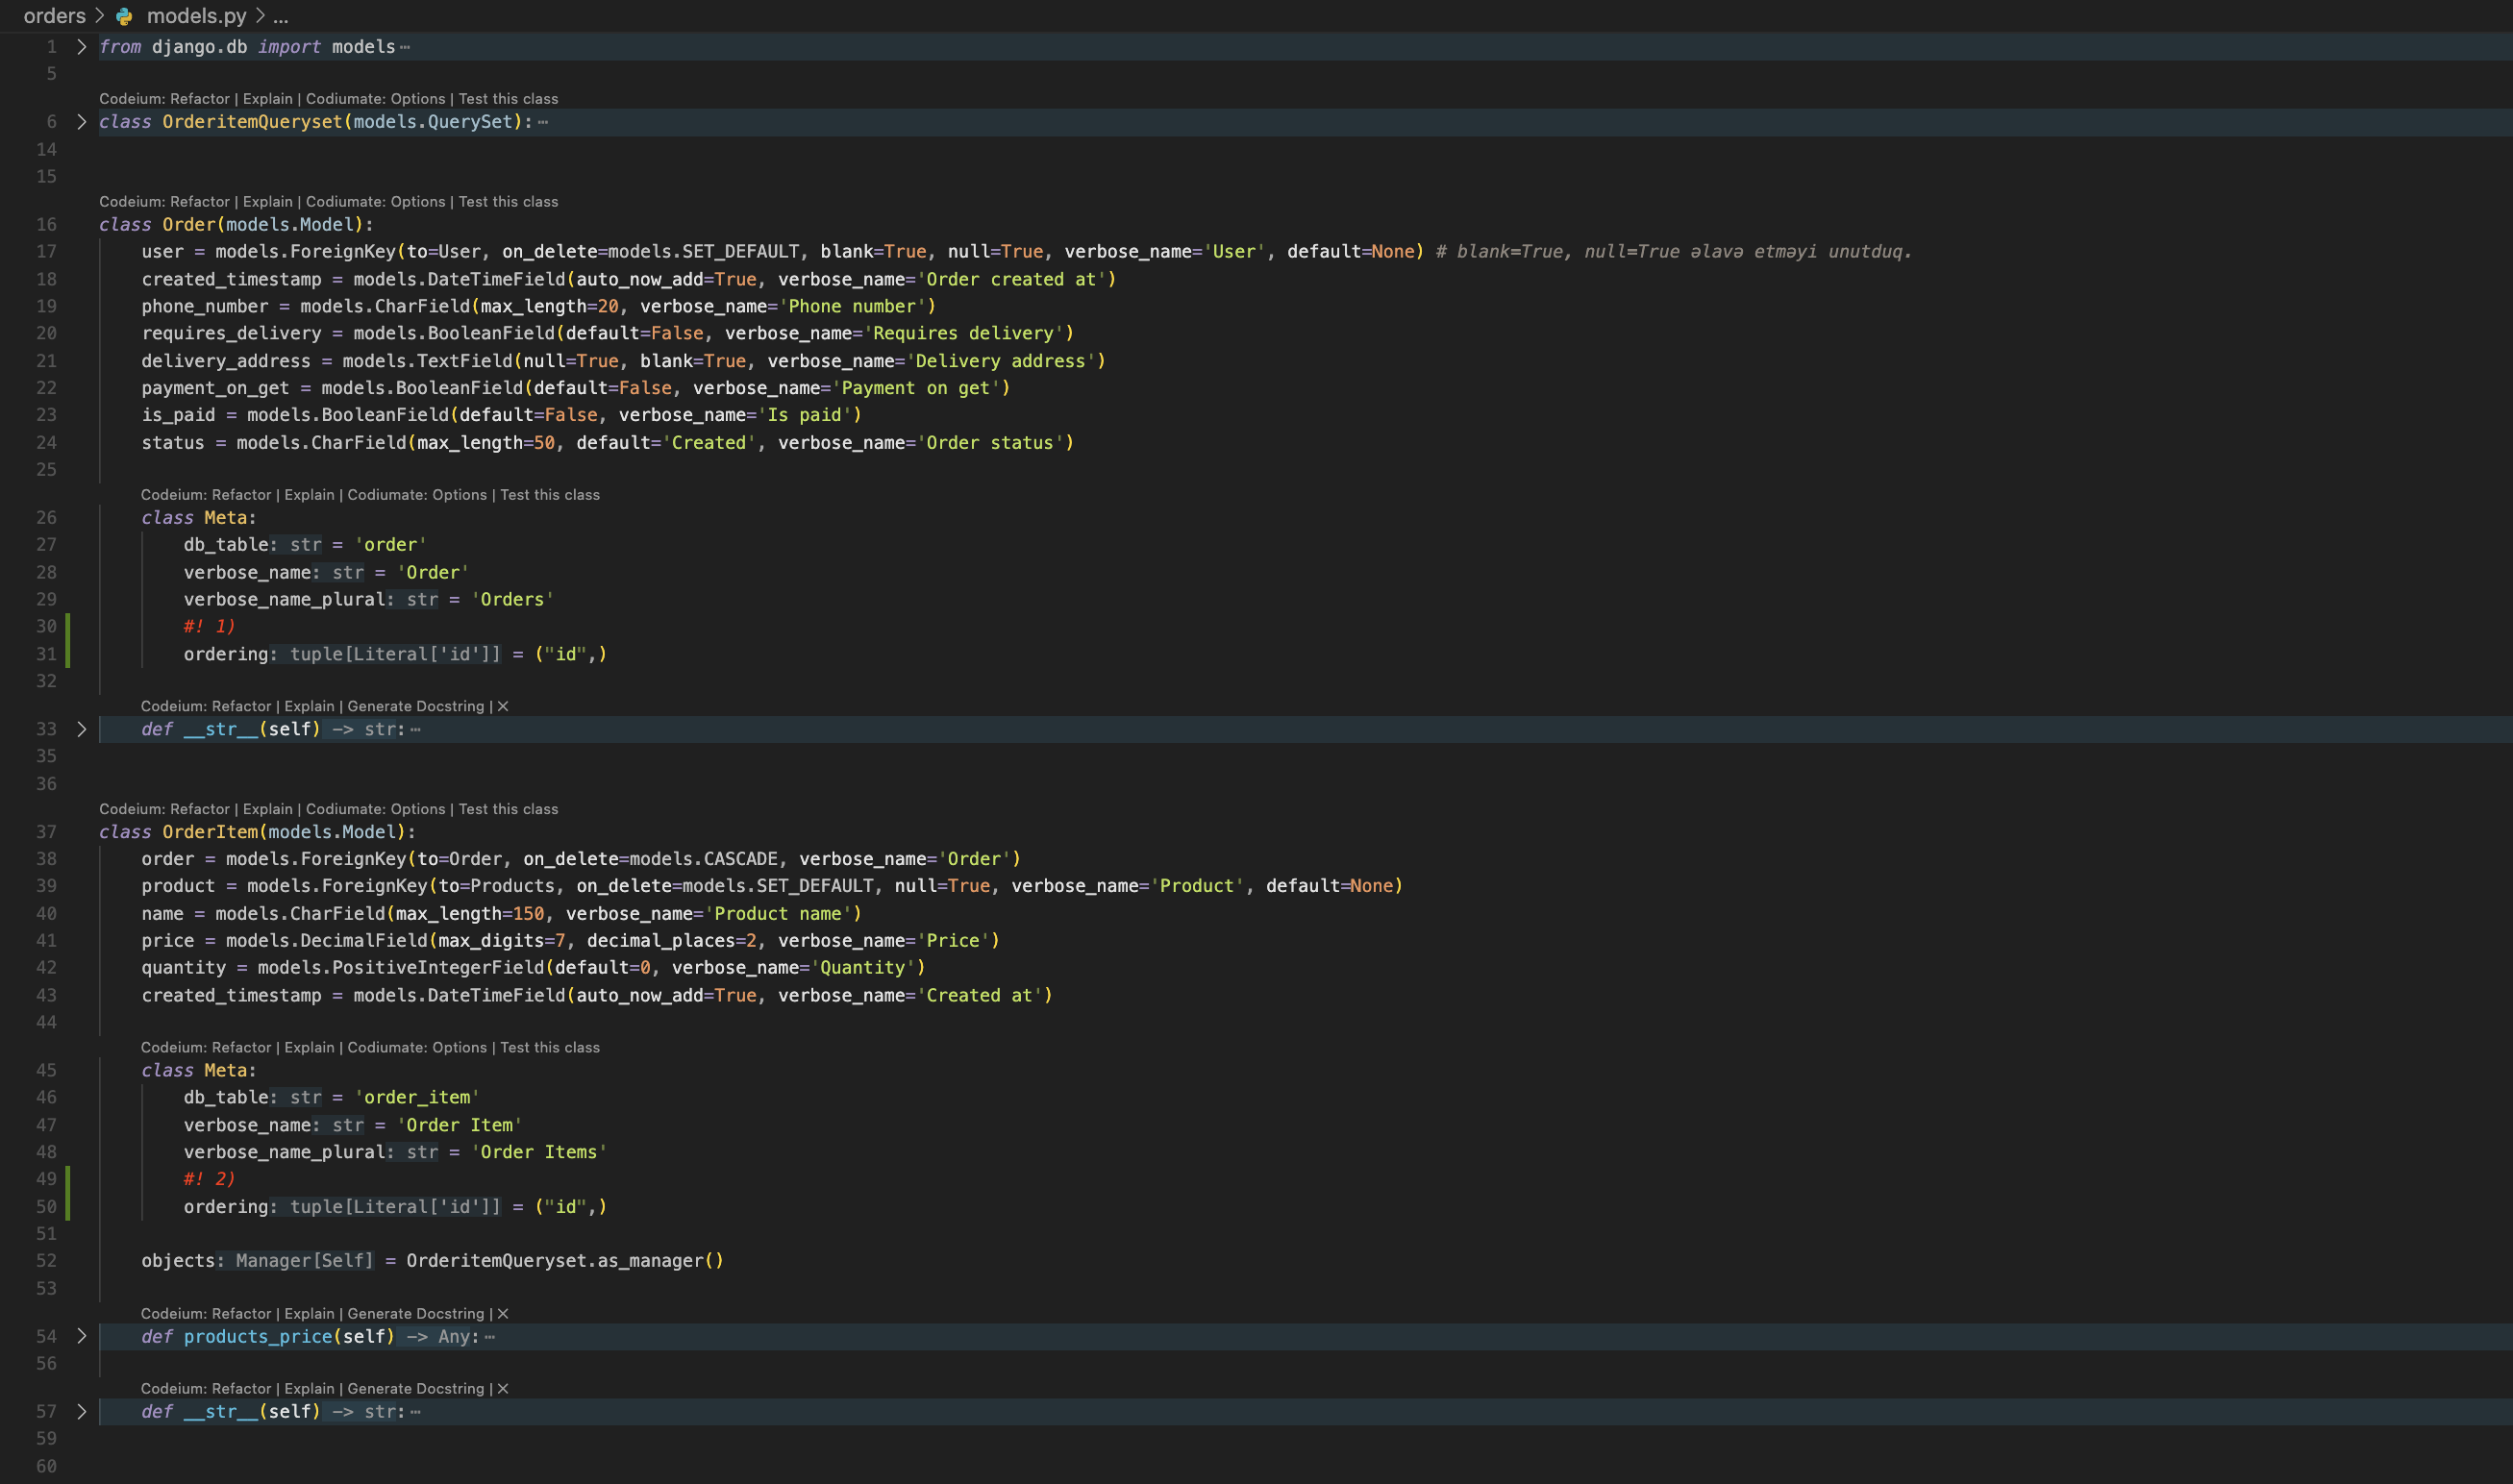 orders > models.py > ...
1 > from django.db import models…
5
Codeium: Refactor | Explain | Codiumate: Options | Test this class
6 > class OrderitemQueryset(models.QuerySet):…
14
15
Codeium: Refactor | Explain | Codiumate: Options | Test this class
16 class Order(models.Model):
17     user = models.ForeignKey(to=User, on_delete=models.SET_DEFAULT, blank=True, null=True, verbose_name='User', default=None) # blank=True, null=True əlavə etməyi unutduq.
18     created_timestamp = models.DateTimeField(auto_now_add=True, verbose_name='Order created at')
19     phone_number = models.CharField(max_length=20, verbose_name='Phone number')
20     requires_delivery = models.BooleanField(default=False, verbose_name='Requires delivery')
21     delivery_address = models.TextField(null=True, blank=True, verbose_name='Delivery address')
22     payment_on_get = models.BooleanField(default=False, verbose_name='Payment on get')
23     is_paid = models.BooleanField(default=False, verbose_name='Is paid')
24     status = models.CharField(max_length=50, default='Created', verbose_name='Order status')
25
Codeium: Refactor | Explain | Codiumate: Options | Test this class
26     class Meta:
27         db_table: str = 'order'
28         verbose_name: str = 'Order'
29         verbose_name_plural: str = 'Orders'
30         #! 1)
31         ordering: tuple[Literal['id']] = ("id",)
32
Codeium: Refactor | Explain | Generate Docstring | ×
33 >     def __str__(self) -> str:…
35
36
Codeium: Refactor | Explain | Codiumate: Options | Test this class
37 class OrderItem(models.Model):
38     order = models.ForeignKey(to=Order, on_delete=models.CASCADE, verbose_name='Order')
39     product = models.ForeignKey(to=Products, on_delete=models.SET_DEFAULT, null=True, verbose_name='Product', default=None)
40     name = models.CharField(max_length=150, verbose_name='Product name')
41     price = models.DecimalField(max_digits=7, decimal_places=2, verbose_name='Price')
42     quantity = models.PositiveIntegerField(default=0, verbose_name='Quantity')
43     created_timestamp = models.DateTimeField(auto_now_add=True, verbose_name='Created at')
44
Codeium: Refactor | Explain | Codiumate: Options | Test this class
45     class Meta:
46         db_table: str = 'order_item'
47         verbose_name: str = 'Order Item'
48         verbose_name_plural: str = 'Order Items'
49         #! 2)
50         ordering: tuple[Literal['id']] = ("id",)
51
52     objects: Manager[Self] = OrderitemQueryset.as_manager()
53
Codeium: Refactor | Explain | Generate Docstring | ×
54 >     def products_price(self) -> Any:…
56
Codeium: Refactor | Explain | Generate Docstring | ×
57 >     def __str__(self) -> str:…
59
60